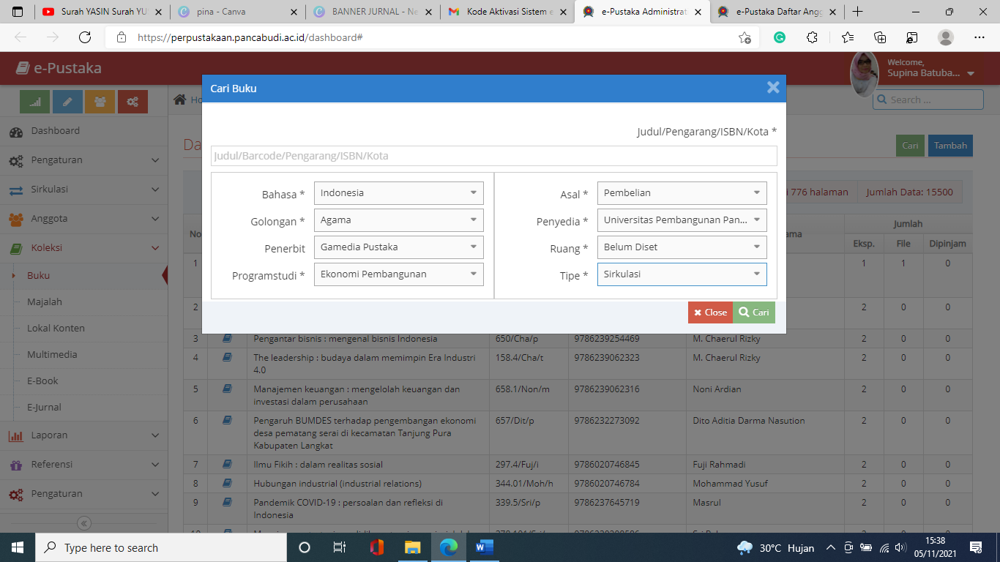 Surah YASIN Surah YU
pina - Canva
BANNER JURNAL - Ne
Kode Aktivasi Sistem e
e-Pustaka Administrat
e-Pustaka Daftar Angg
https://perpustakaan.pancabudi.ac.id/dashboard#
e-Pustaka
Welcome,
Supina Batuba...
Ho
Search ...
Cari Buku
Judul/Pengarang/ISBN/Kota *
Judul/Barcode/Pengarang/ISBN/Kota
Bahasa * Indonesia
Golongan * Agama
Penerbit Gamedia Pustaka
Programstudi * Ekonomi Pembangunan
Asal * Pembelian
Penyedia * Universitas Pembangunan Pan...
Ruang * Belum Diset
Tipe * Sirkulasi
Close Cari
Dashboard
Pengaturan
Sirkulasi
Anggota
Koleksi
Buku
Majalah
Lokal Konten
Multimedia
E-Book
E-Jurnal
Laporan
Referensi
Pengaturan
Da
Cari Tambah
i 776 halaman Jumlah Data: 15500
No ama Jumlah
Eksp. File Dipinjam
1 1 1 0
2 2 0 0
3 Pengantar bisnis : mengenal bisnis Indonesia 650/Cha/p 9786239254469 M. Chaerul Rizky 2 0 0
4 The leadership : budaya dalam memimpin Era Industri 158.4/Cha/t 9786239062323 M. Chaerul Rizky 2 0 0
4.0
5 Manajemen keuangan : mengelolah keuangan dan 658.1/Non/m 9786239062316 Noni Ardian 2 0 0
investasi dalam perusahaan
6 Pengaruh BUMDES terhadap pengembangan ekonomi 657/Dit/p 9786232273092 Dito Aditia Darma Nasution 2 0 0
desa pematang serai di kecamatan Tanjung Pura
Kabupaten Langkat
7 Ilmu Fikih : dalam realitas sosial 297.4/Fuj/i 9786020746845 Fuji Rahmadi 2 0 0
8 Hubungan industrial (industrial relations) 344.01/Moh/h 9786020746784 Mohammad Yusuf 2 0 0
9 Pandemik COVID-19 : persoalan dan refleksi di 339.5/Sri/p 9786237645719 Masrul 2 0 0
Indonesia
Type here to search
30°C Hujan
15:38
05/11/2021